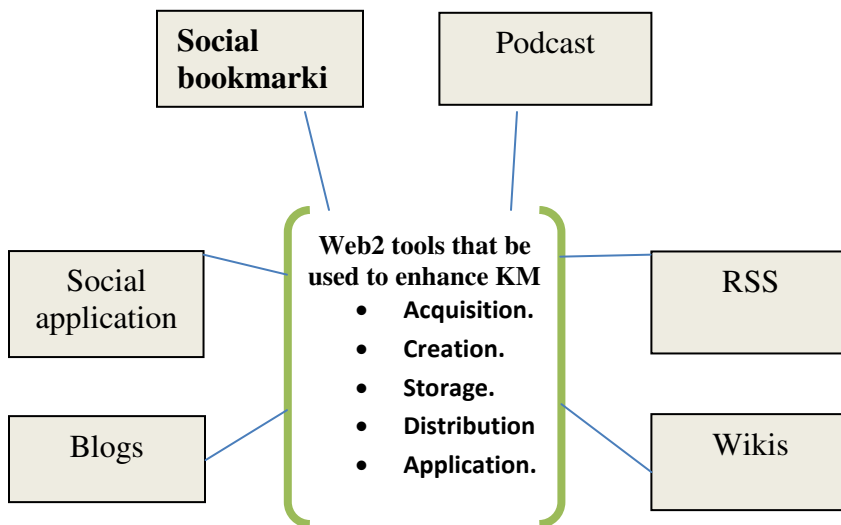 Social
bookmarki
Podcast
Web2 tools that be
used to enhance KM
• Acquisition.
• Creation.
• Storage.
• Distribution
• Application.
Social
application
RSS
Blogs
Wikis